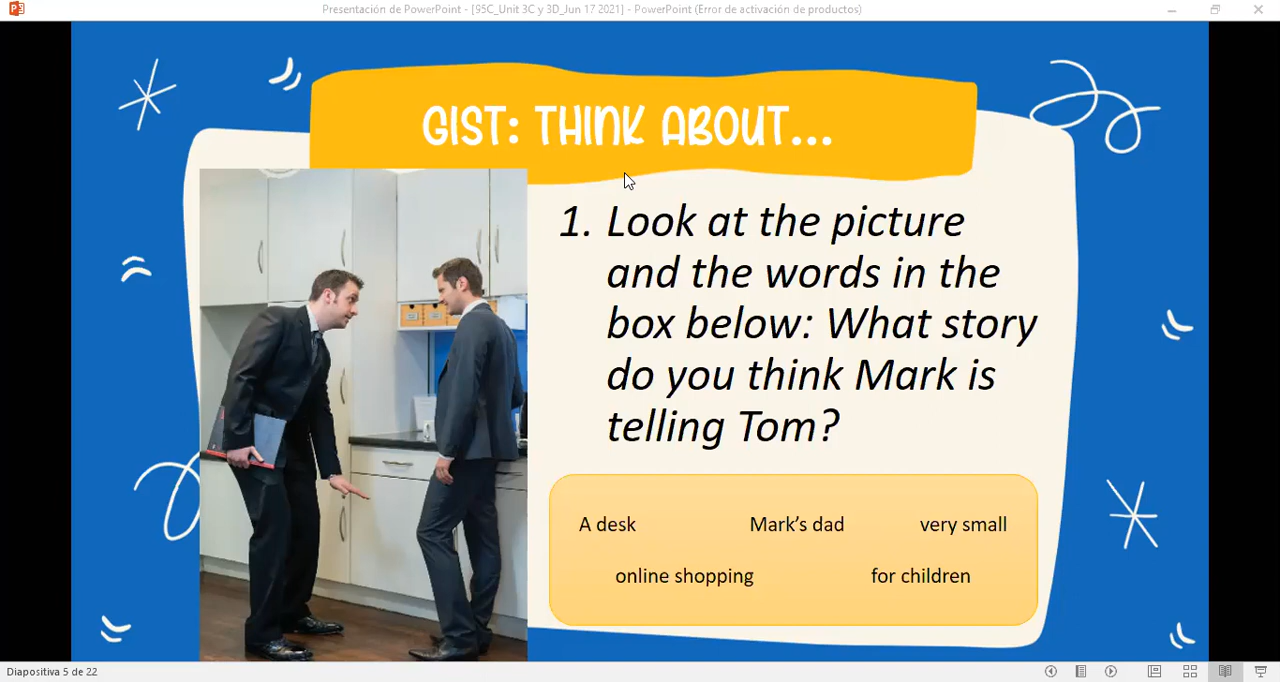 Presentación de PowerPoint - [95C_Unit 3C y 3D_Jun 17 2021] - PowerPoint (Error de activación de productos)
GIST: THINK ABOUT...
1. Look at the picture
and the words in the
box below: What story
do you think Mark is
telling Tom?
A desk Mark’s dad very small
online shopping for children
Diapositiva 5 de 22